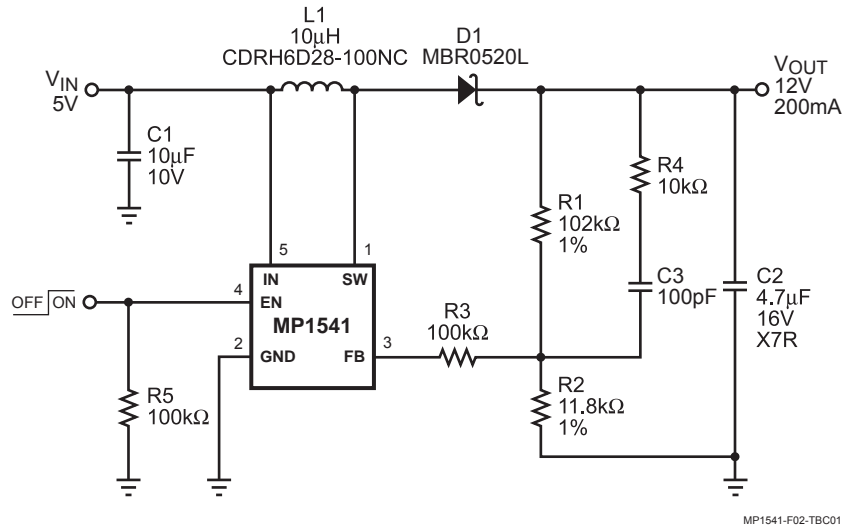 L1
10μH
CDRH6D28-100NC
D1
MBR0520L
VIN
5V
VOUT
12V
200mA
C1
10μF
10V
R4
10kΩ
R1
102kΩ
1%
5
1
IN
SW
C3
100pF
C2
4.7μF
16V
X7R
OFF ON
4
EN
MP1541
R3
100kΩ
2
GND
FB
3
R5
100kΩ
R2
11.8kΩ
1%
MP1541-F02-TBC01